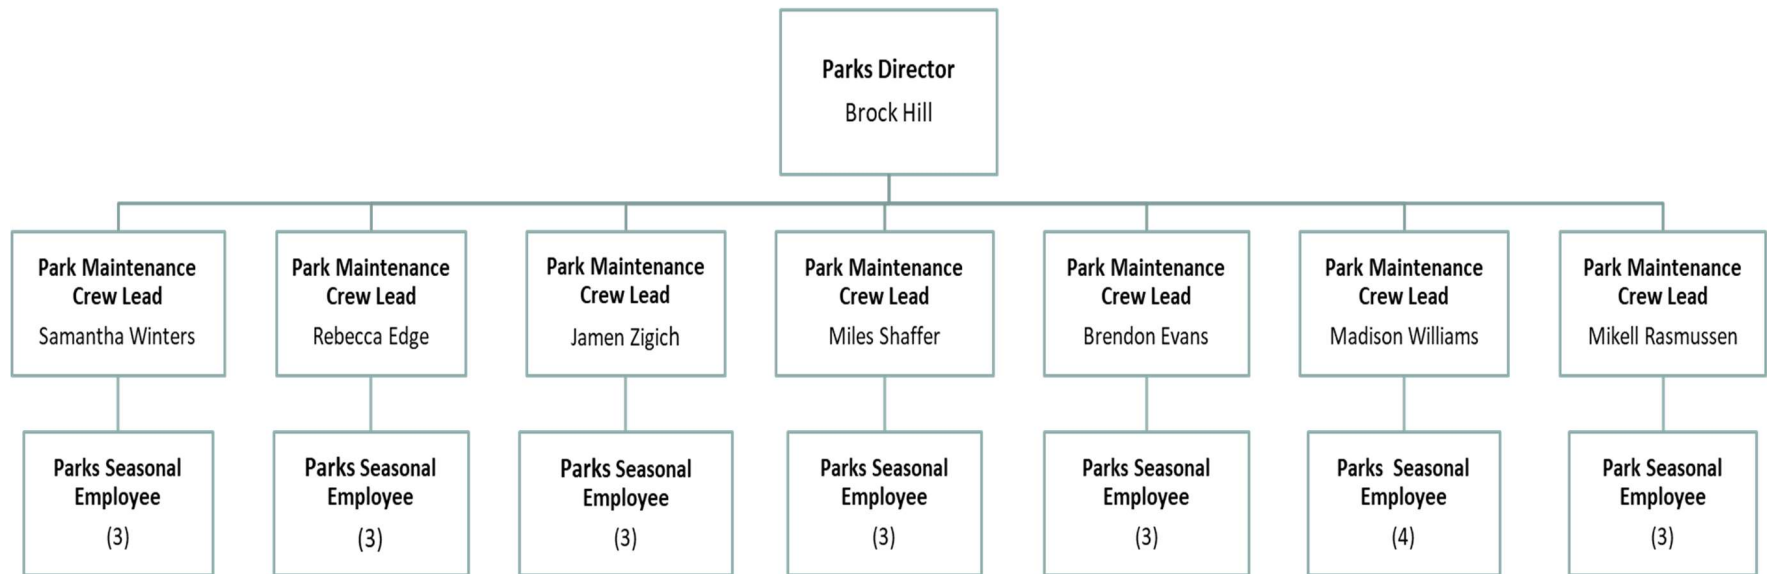 Parks Director
Brock Hill
Park Maintenance
Crew Lead
Samantha Winters
Park Maintenance
Crew Lead
Rebecca Edge
Park Maintenance
Crew Lead
Jamen Zigich
Park Maintenance
Crew Lead
Miles Shaffer
Park Maintenance
Crew Lead
Brendon Evans
Park Maintenance
Crew Lead
Madison Williams
Park Maintenance
Crew Lead
Mikell Rasmussen
Parks Seasonal
Employee
(3)
Parks Seasonal
Employee
(3)
Parks Seasonal
Employee
(3)
Parks Seasonal
Employee
(3)
Parks Seasonal
Employee
(3)
Parks  Seasonal
Employee
(4)
Park Seasonal
Employee
(3)